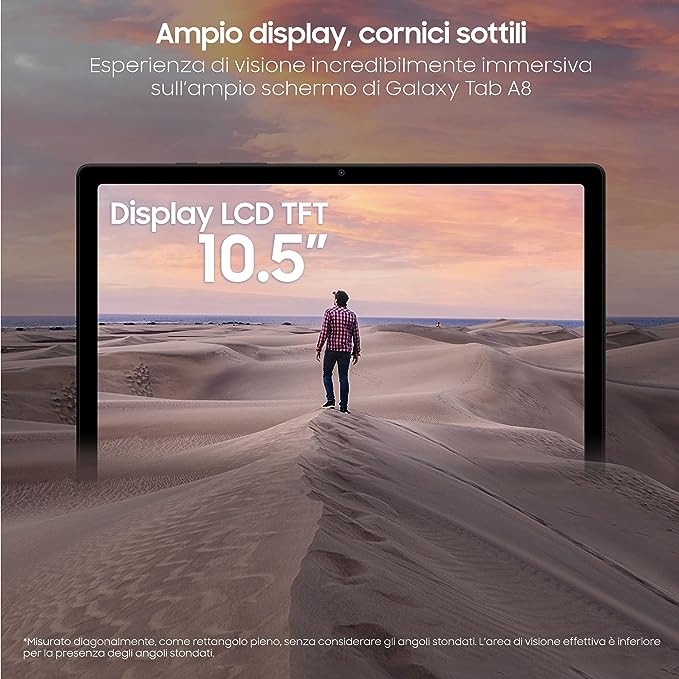 Ampio display, cornici sottili
Esperienza di visione incredibilmente immersiva
sull'ampio schermo di Galaxy Tab A8
Display LCD TFT
10.5"
*Misurato diagonalmente, come rettangolo pieno, senza considerare gli angoli stondati. L'area di visione effettiva è inferiore
per la presenza degli angoli stondati.